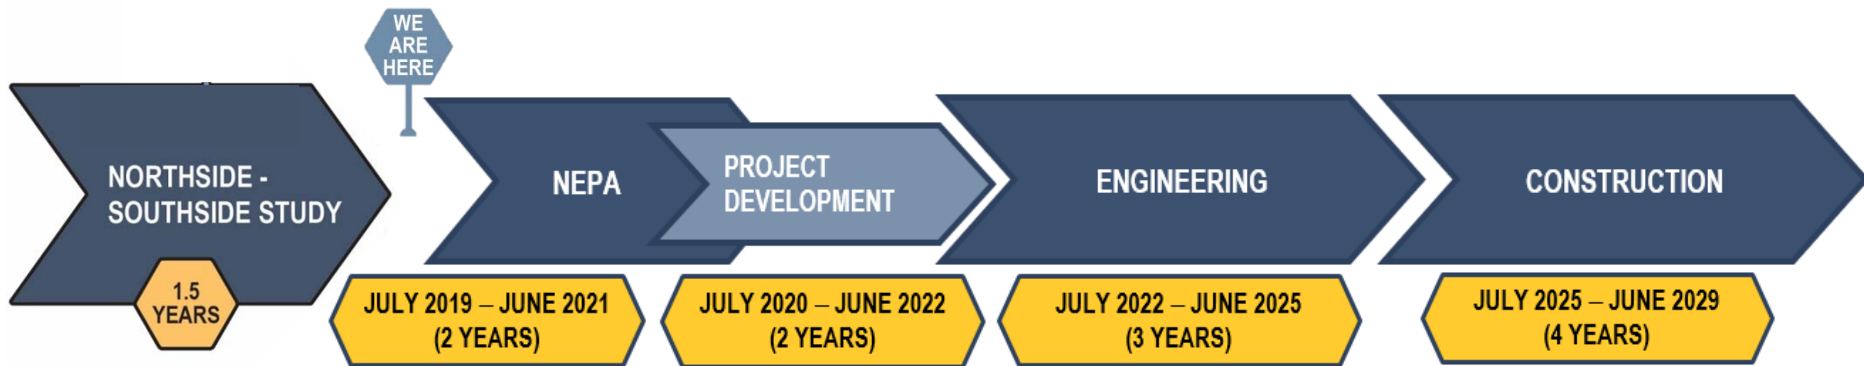 WE
ARE
HERE
NORTHSIDE -
SOUTHSIDE STUDY
1.5
YEARS
NEPA
PROJECT
DEVELOPMENT
ENGINEERING
CONSTRUCTION
JULY 2019 – JUNE 2021
(2 YEARS)
JULY 2020 – JUNE 2022
(2 YEARS)
JULY 2022 – JUNE 2025
(3 YEARS)
JULY 2025 – JUNE 2029
(4 YEARS)